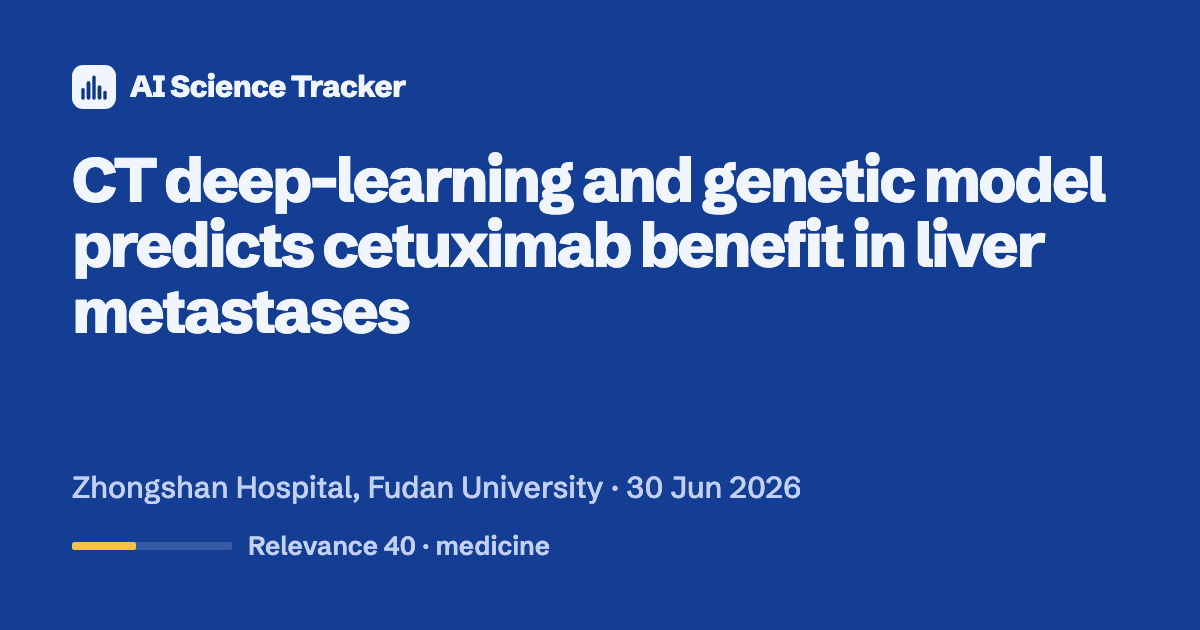 AI Science Tracker
CT deep-learning and genetic model
predicts cetuximab benefit in liver
metastases
Zhongshan Hospital, Fudan University · 30 Jun 2026
Relevance 40 · medicine